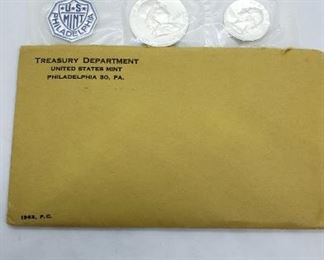 U·S
MINT
PHILADELPHIA
TREASURY DEPARTMENT
UNITED STATES MINT
PHILADELPHIA 30, PA.
P.C.